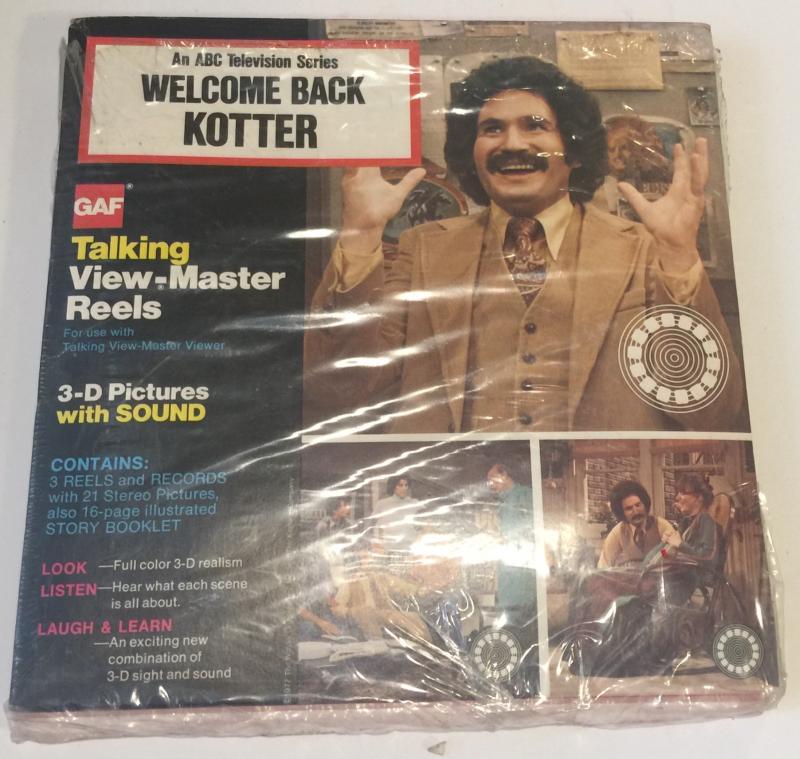 An ABC Television Series
WELCOME BACK
KOTTER
GAF®
Talking
View-Master®
Reels
For use with
Talking View-Master Viewer
3-D Pictures
with SOUND
CONTAINS:
3 REELS and RECORDS
with 21 Stereo Pictures,
also 16-page illustrated
STORY BOOKLET
LOOK —Full color 3-D realism
LISTEN—Hear what each scene
is all about.
LAUGH & LEARN
—An exciting new
combination of
3-D sight and sound